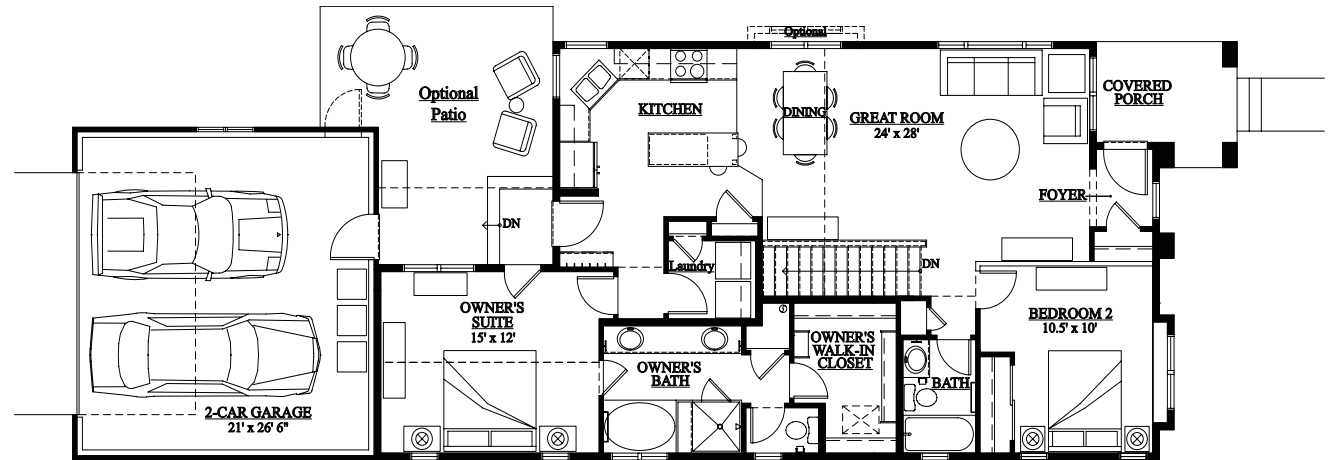 Optional
Optional
Patio
KITCHEN
DINING
GREAT ROOM
24' x 28'
COVERED
PORCH
FOYER
DN
Laundry
DN
OWNER'S
SUITE
15' x 12'
OWNER'S
BATH
OWNER'S
WALK-IN
CLOSET
BATH
BEDROOM 2
10.5' x 10'
2-CAR GARAGE
21' x 26' 6"